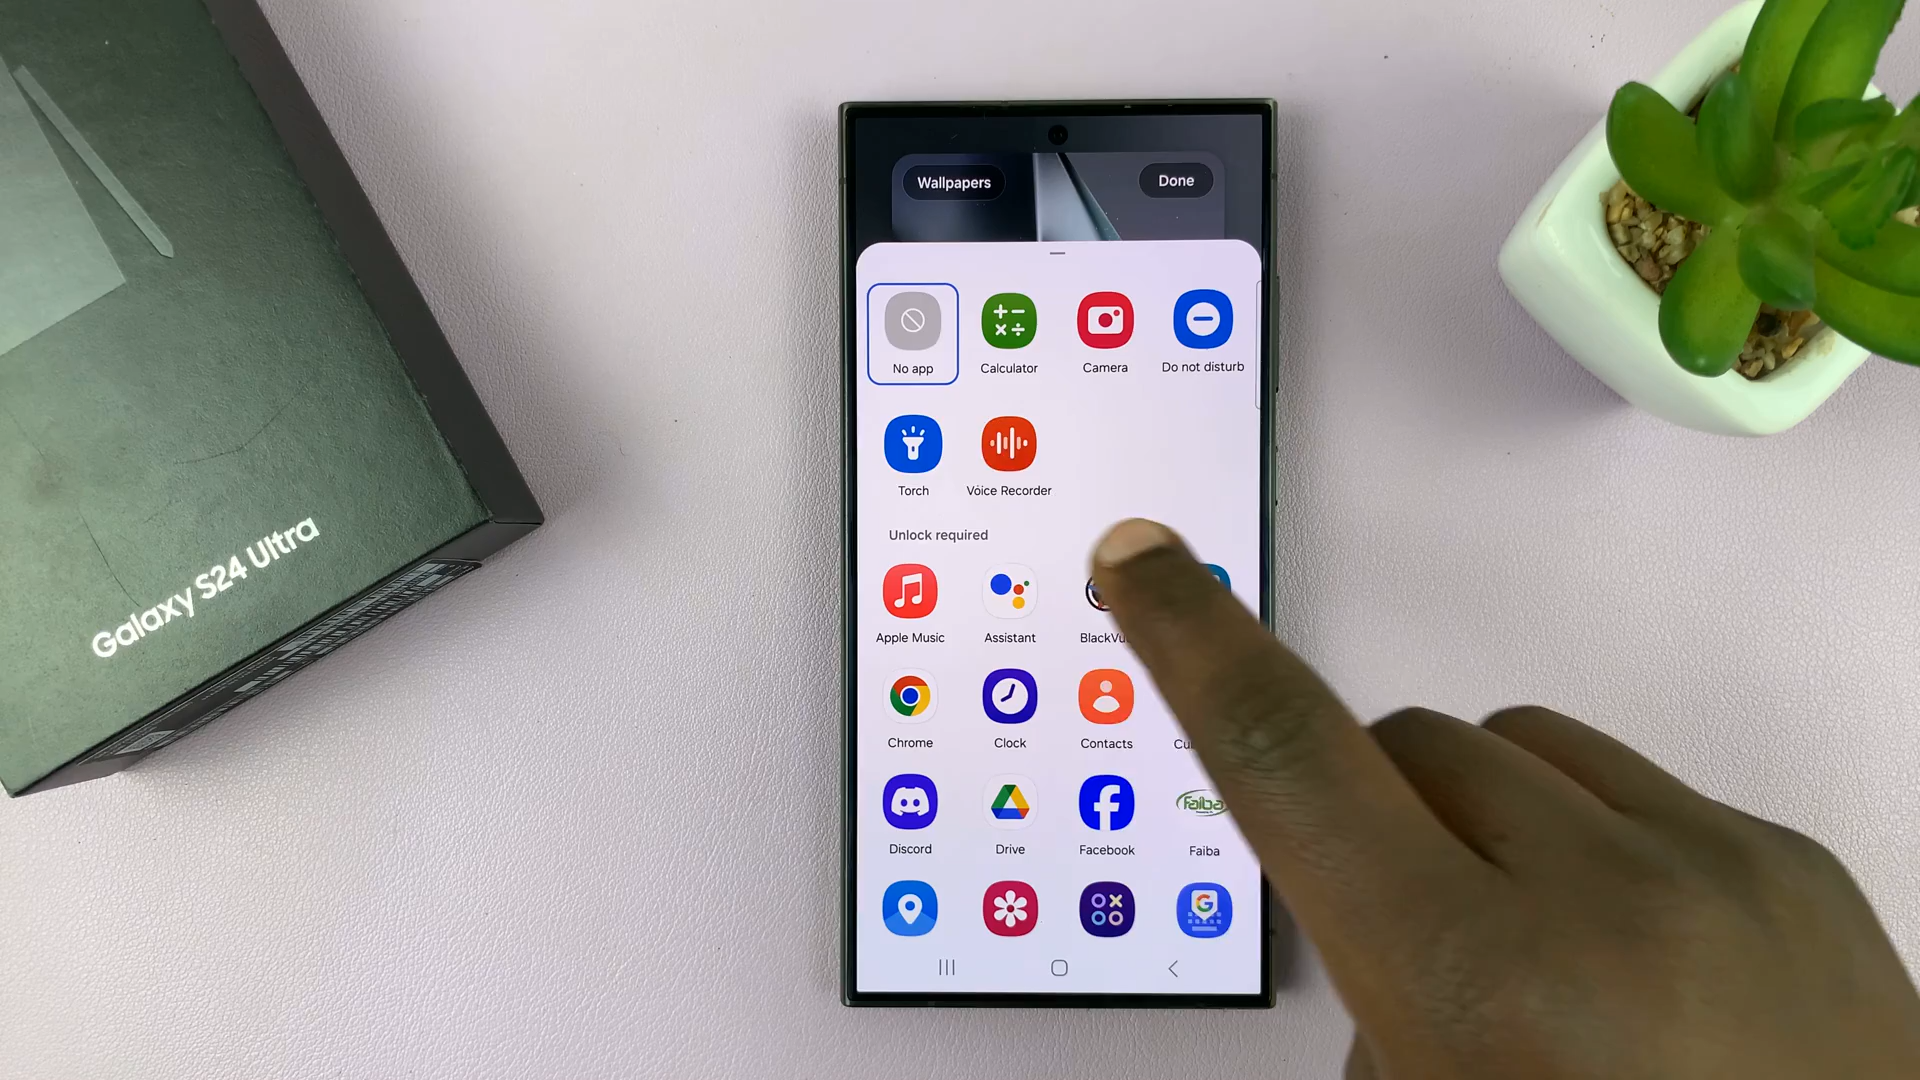 Galaxy S24 Ultra
Wallpapers
Done
No app
Calculator
Camera
Do not disturb
Torch
Voice Recorder
Unlock required
Apple Music
Assistant
Chrome
Clock
Contacts
Discord
Drive
Facebook
Faiba
Faiba